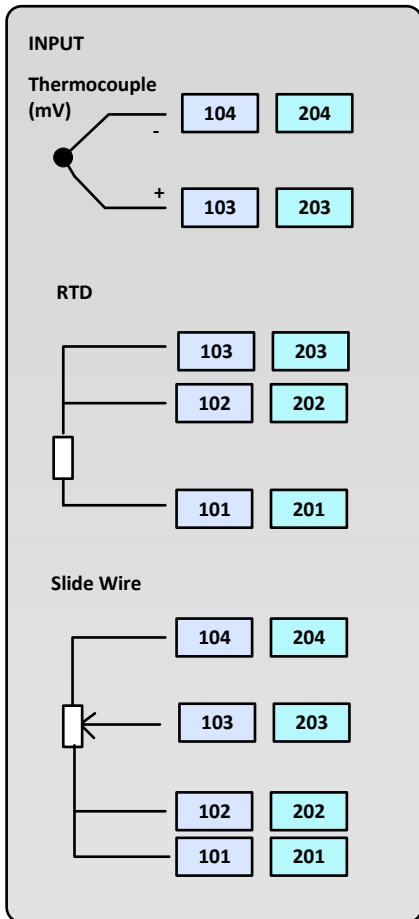 INPUT
Thermocouple
(mV)
- 104 204
+ 103 203
RTD
103 203
102 202
101 201
Slide Wire
104 204
103 203
102 202
101 201